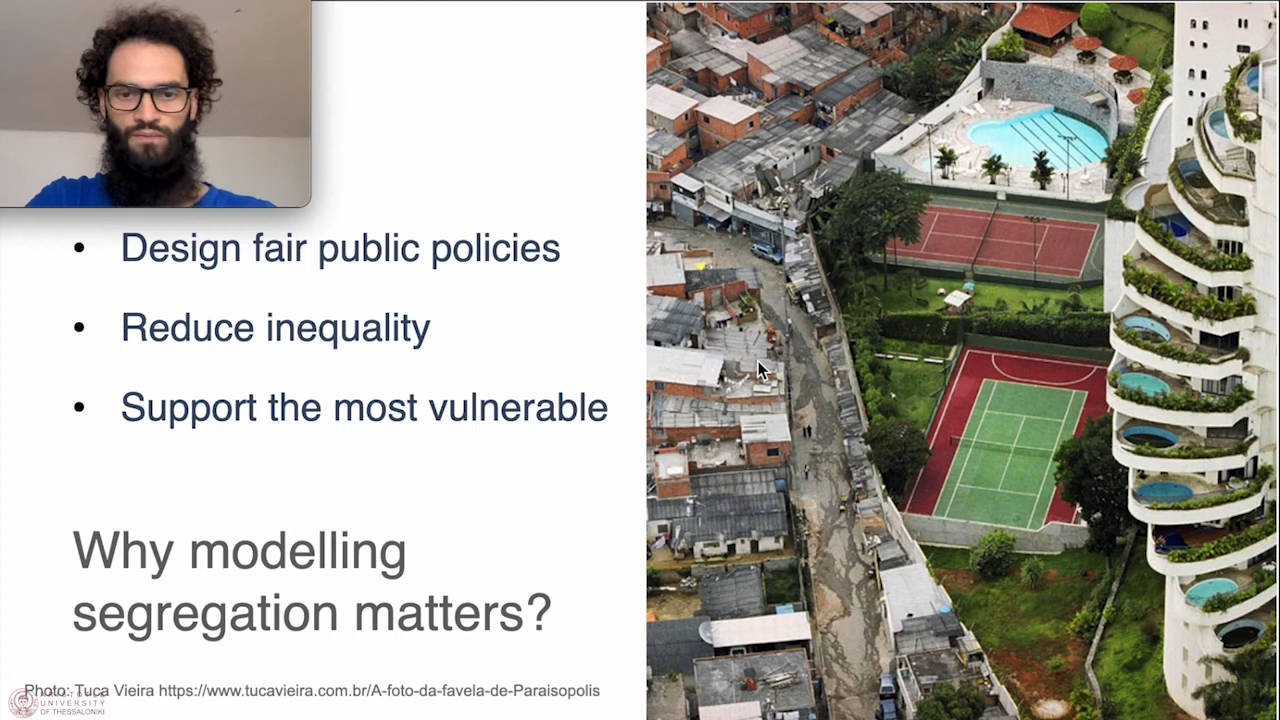 • Design fair public policies
• Reduce inequality
• Support the most vulnerable
Why modelling
segregation matters?
Photo: Tuca Vieira https://www.tucavieira.com.br/A-foto-da-favela-de-Paraisopolis
UNIVERSITY
OF THESSALONIKI